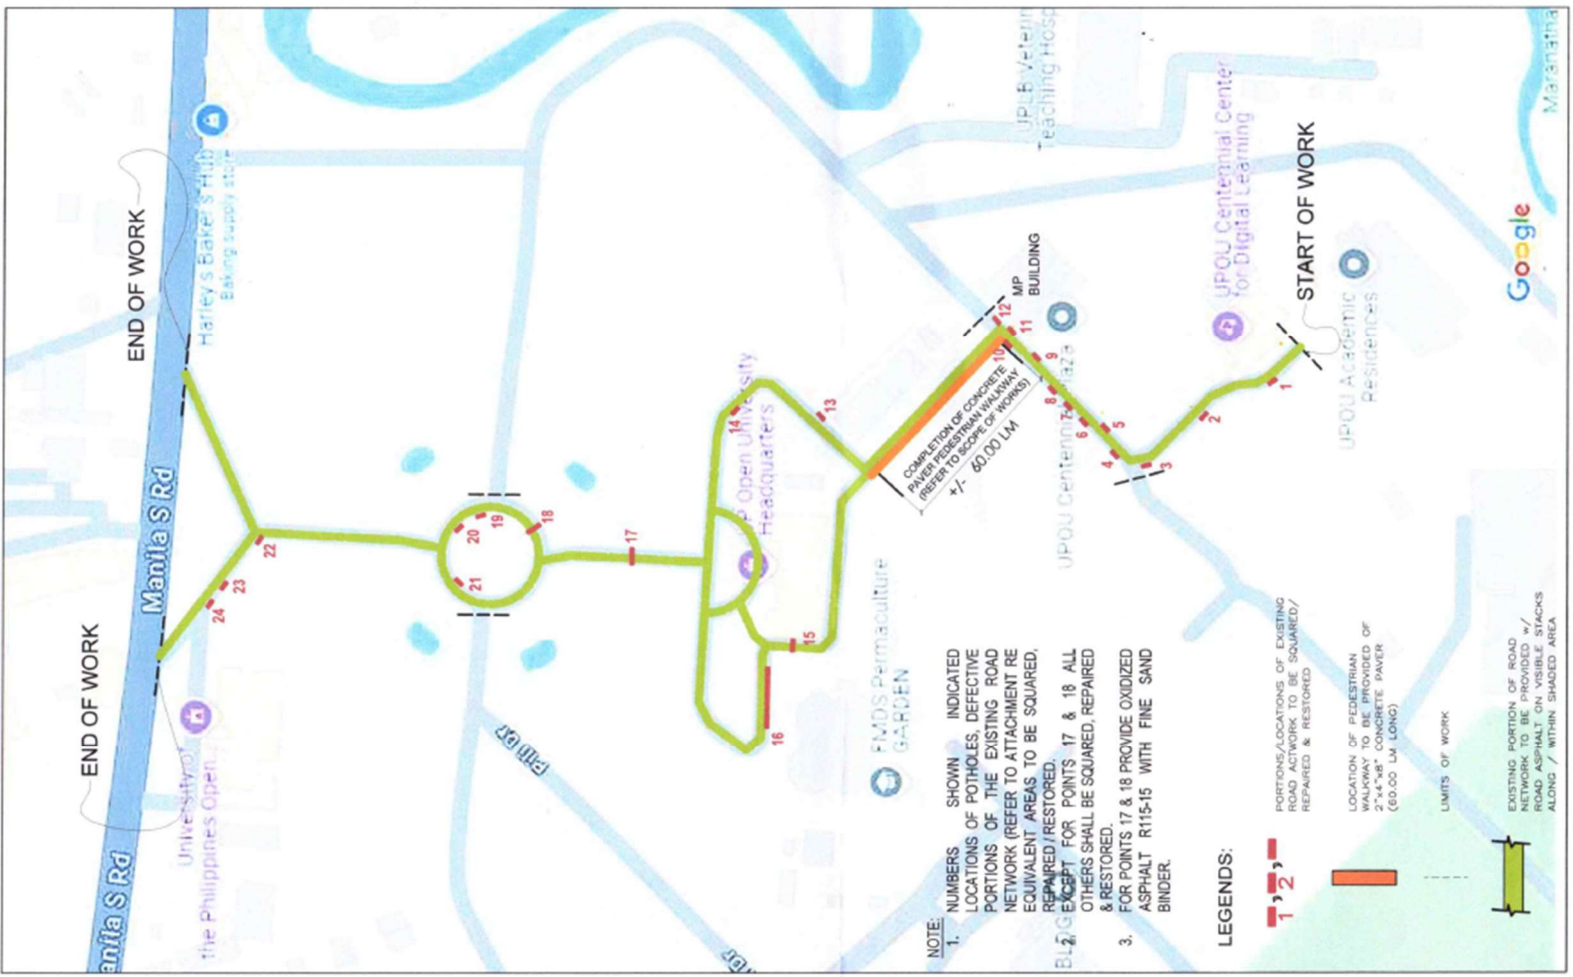 END OF WORK
END OF WORK
Manila S Rd
anila S Rd
Harley's Baker's Hub
Baking supply store
University of
the Philippines Open...
UPLB Veterin
Teaching Hosp
Maranatha
UPOU Centennial Center
for Digital Learning
START OF WORK
UPOU Academic
Residences
Google
MP
BUILDING
UPOU Centennial Plaza
COMPLETION OF CONCRETE
PAVER PEDESTRIAN WALKWAY
(REFER TO SCOPE OF WORKS)
+/- 60.00 LM
UP Open University
Headquarters
FMDS Permaculture
GARDEN
Pili Dr
1
2
3
4
5
6
7
8
9
10
11
12
13
14
15
16
17
18
19
20
21
22
23
24
NOTE:
1. NUMBERS SHOWN INDICATED
LOCATIONS OF POTHOLES, DEFECTIVE
PORTIONS OF THE EXISTING ROAD
NETWORK (REFER TO ATTACHMENT RE
EQUIVALENT AREAS TO BE SQUARED,
REPAIRED / RESTORED.
2. EXCEPT FOR POINTS 17 & 18 ALL
OTHERS SHALL BE SQUARED, REPAIRED
& RESTORED.
3. FOR POINTS 17 & 18 PROVIDE OXIDIZED
ASPHALT R115-15 WITH FINE SAND
BINDER.
LEGENDS:
1, 2,
PORTIONS/LOCATIONS OF EXISTING
ROAD ACTWORK TO BE SQUARED/
REPAIRED & RESTORED
LOCATION OF PEDESTRIAN
WALKWAY TO BE PROVIDED OF
2"x4"x8" CONCRETE PAVER
(60.00 LM LONG)
LIMITS OF WORK
EXISTING PORTION OF ROAD
NETWORK TO BE PROVIDED w/
ROAD ASPHALT ON VISIBLE STACKS
ALONG / WITHIN SHADED AREA